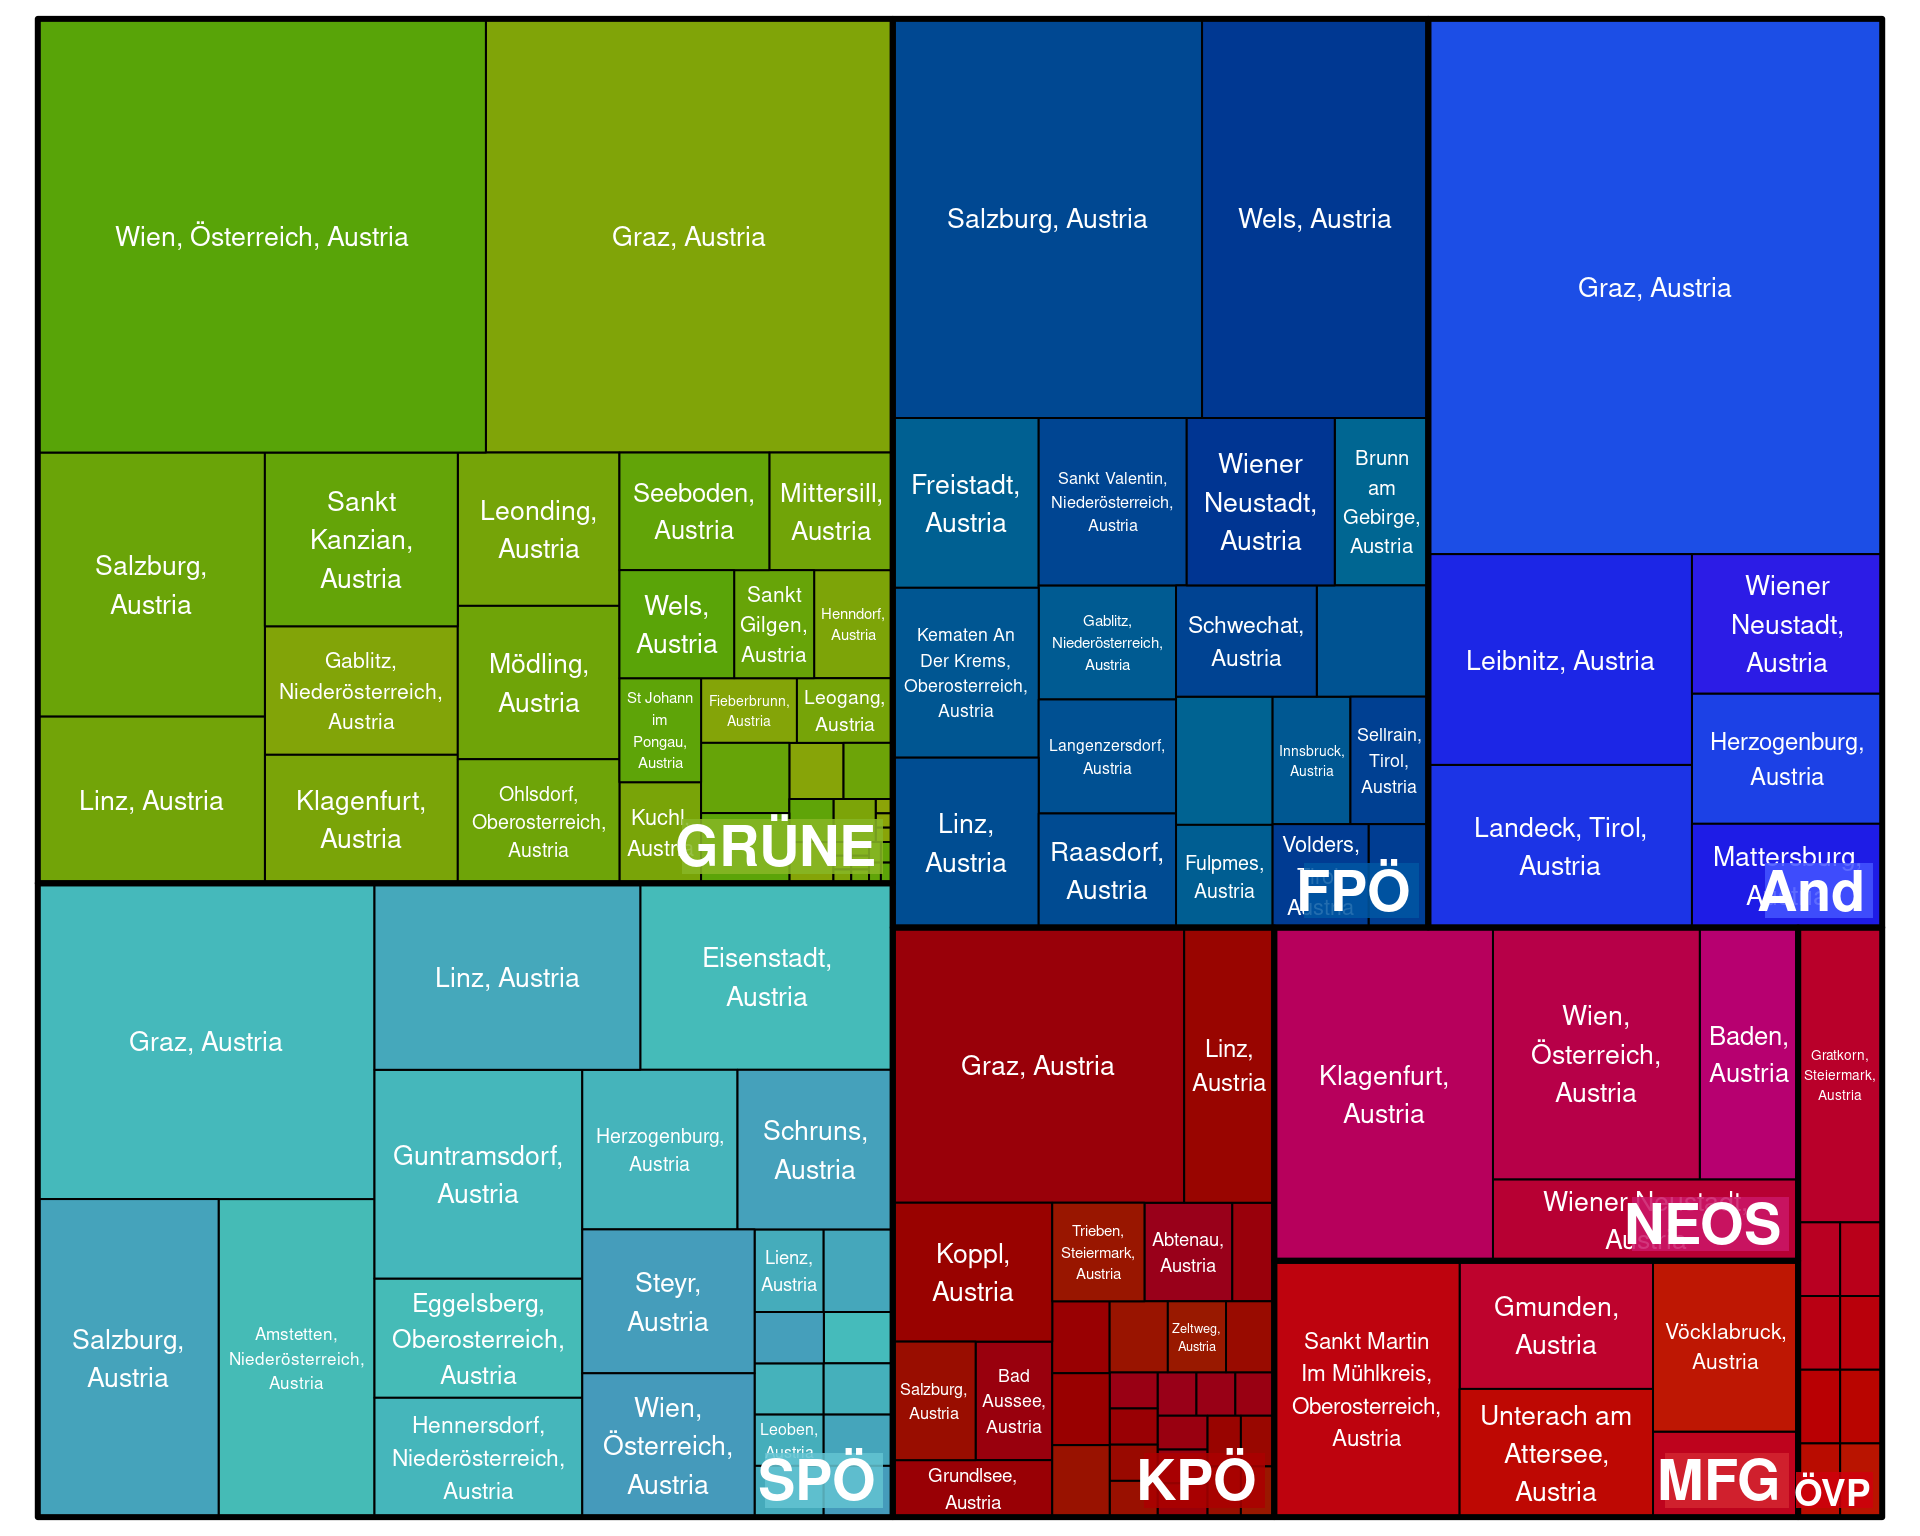 Wien, Österreich, Austria
Graz, Austria
Salzburg,
Austria
Sankt
Kanzian,
Austria
Leonding,
Austria
Seeboden,
Austria
Mittersill,
Austria
Wels,
Austria
Sankt
Gilgen,
Austria
Henndorf,
Austria
Gablitz,
Niederösterreich,
Austria
Mödling,
Austria
St Johann
im
Pongau,
Austria
Fieberbrunn,
Austria
Leogang,
Austria
Linz, Austria
Klagenfurt,
Austria
Ohlsdorf,
Oberosterreich,
Austria
Kuchl,
Austria
GRÜNE
Salzburg, Austria
Wels, Austria
Freistadt,
Austria
Sankt Valentin,
Niederösterreich,
Austria
Wiener
Neustadt,
Austria
Brunn
am
Gebirge,
Austria
Kematen An
Der Krems,
Oberosterreich,
Austria
Gablitz,
Niederösterreich,
Austria
Schwechat,
Austria
Langenzersdorf,
Austria
Innsbruck,
Austria
Sellrain,
Tirol,
Austria
Linz,
Austria
Raasdorf,
Austria
Fulpmes,
Austria
Volders,
Tirol,
Austria
FPÖ
Graz, Austria
Leibnitz, Austria
Wiener
Neustadt,
Austria
Herzogenburg,
Austria
Landeck, Tirol,
Austria
Mattersburg,
Austria
And
Graz, Austria
Linz, Austria
Eisenstadt,
Austria
Guntramsdorf,
Austria
Herzogenburg,
Austria
Schruns,
Austria
Salzburg,
Austria
Amstetten,
Niederösterreich,
Austria
Eggelsberg,
Oberosterreich,
Austria
Hennersdorf,
Niederösterreich,
Austria
Steyr,
Austria
Wien,
Österreich,
Austria
Lienz,
Austria
Leoben,
Austria
SPÖ
Graz, Austria
Linz,
Austria
Koppl,
Austria
Trieben,
Steiermark,
Austria
Abtenau,
Austria
Zeltweg,
Austria
Salzburg,
Austria
Bad
Aussee,
Austria
Grundlsee,
Austria
KPÖ
Klagenfurt,
Austria
Wien,
Österreich,
Austria
Baden,
Austria
Wiener Neustadt,
Austria
NEOS
Sankt Martin
Im Mühlkreis,
Oberosterreich,
Austria
Gmunden,
Austria
Unterach am
Attersee,
Austria
Vöcklabruck,
Austria
MFG
Gratkorn,
Steiermark,
Austria
ÖVP